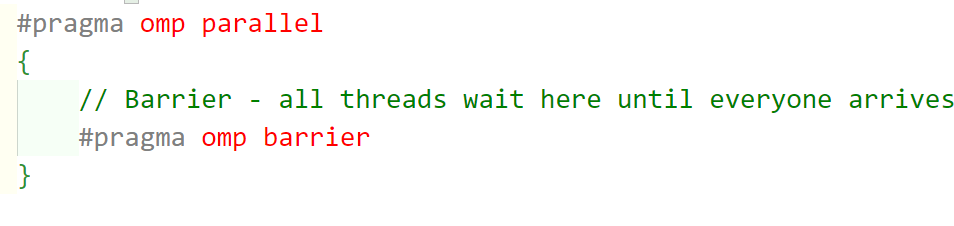 #pragma omp parallel
{
    // Barrier - all threads wait here until everyone arrives
    #pragma omp barrier
}